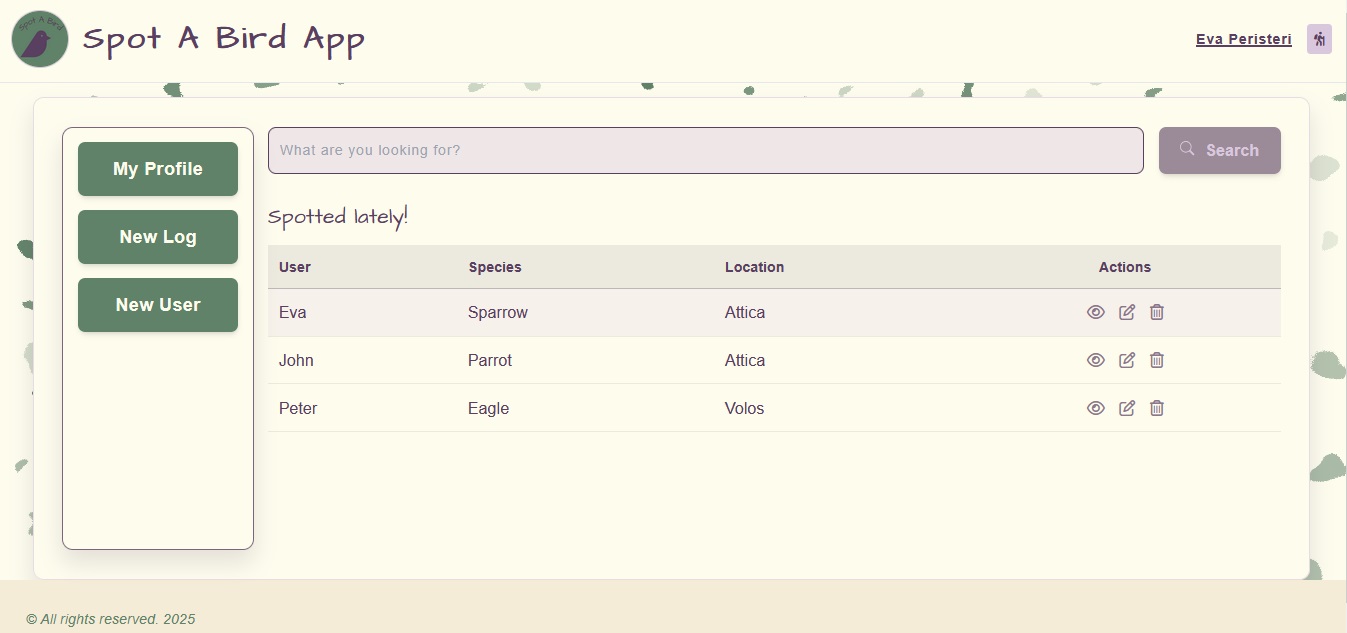 Spot A Bird
Spot A Bird App
Eva Peristeri
My Profile
New Log
New User
What are you looking for?
Search
Spotted lately!
User Species Location Actions
Eva Sparrow Attica
John Parrot Attica
Peter Eagle Volos
© All rights reserved. 2025